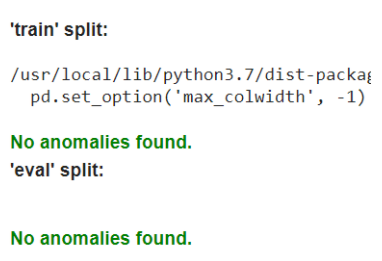 'train' split:
/usr/local/lib/python3.7/dist-packag
pd.set_option('max_colwidth', -1)
No anomalies found.
'eval' split:
No anomalies found.